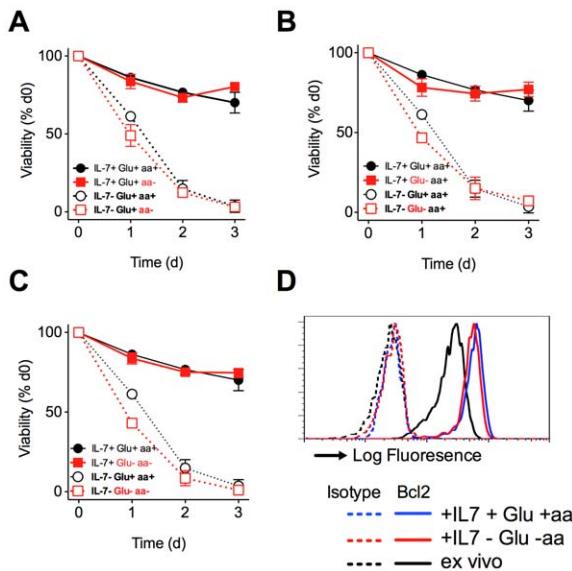 A
Viability (% d0)
100
50
0
IL-7+ Glu+ aa+
IL-7+ Glu+ aa-
IL-7- Glu+ aa+
IL-7- Glu+ aa-
0 1 2 3
Time (d)
B
Viability (% d0)
100
50
0
IL-7+ Glu+ aa+
IL-7+ Glu- aa+
IL-7- Glu+ aa+
IL-7- Glu- aa+
0 1 2 3
Time (d)
C
Viability (% d0)
100
50
0
IL-7+ Glu+ aa+
IL-7+ Glu- aa-
IL-7- Glu+ aa+
IL-7- Glu- aa-
0 1 2 3
Time (d)
D
Log Fluoresence
Isotype Bcl2
+IL7 + Glu +aa
+IL7 - Glu -aa
ex vivo